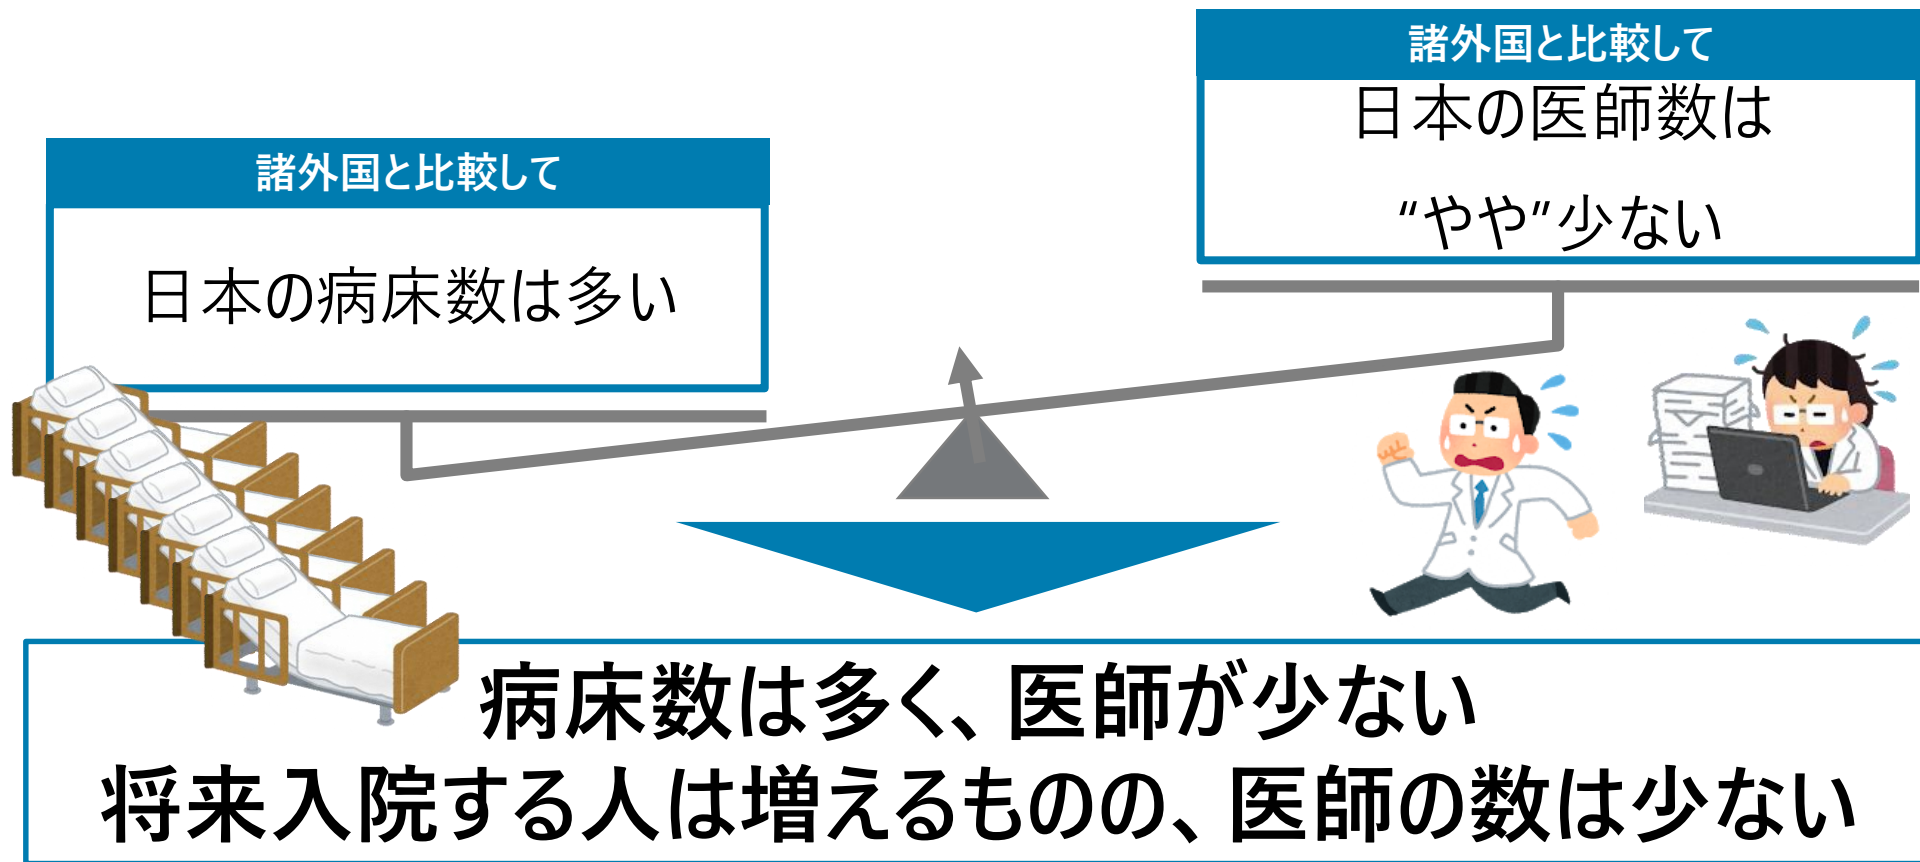 諸外国と比較して
日本の病床数は多い
諸外国と比較して
日本の医師数は
“やや”少ない
病床数は多く、医師が少ない
将来入院する人は増えるものの、医師の数は少ない